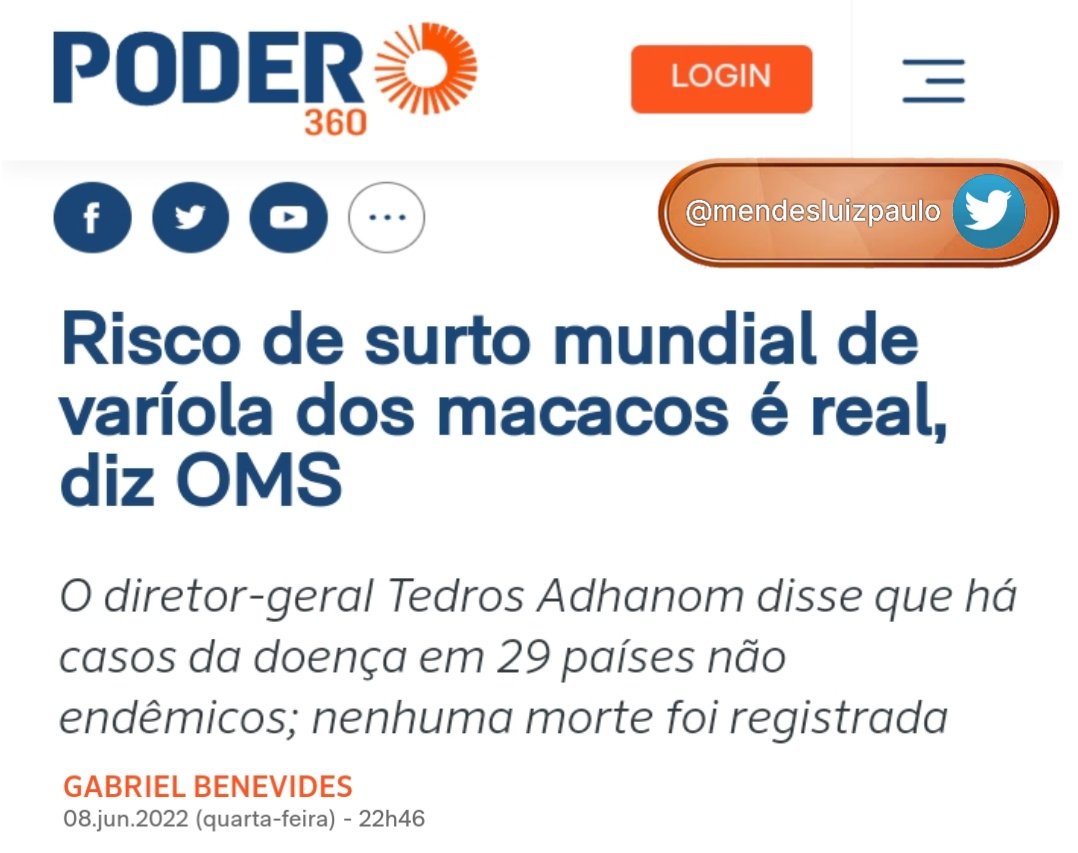 PODER
360
LOGIN
@mendesluizpaulo
Risco de surto mundial de
varíola dos macacos é real,
diz OMS
O diretor-geral Tedros Adhanom disse que há
casos da doença em 29 países não
endêmicos; nenhuma morte foi registrada
GABRIEL BENEVIDES
08.jun.2022 (quarta-feira) - 22h46